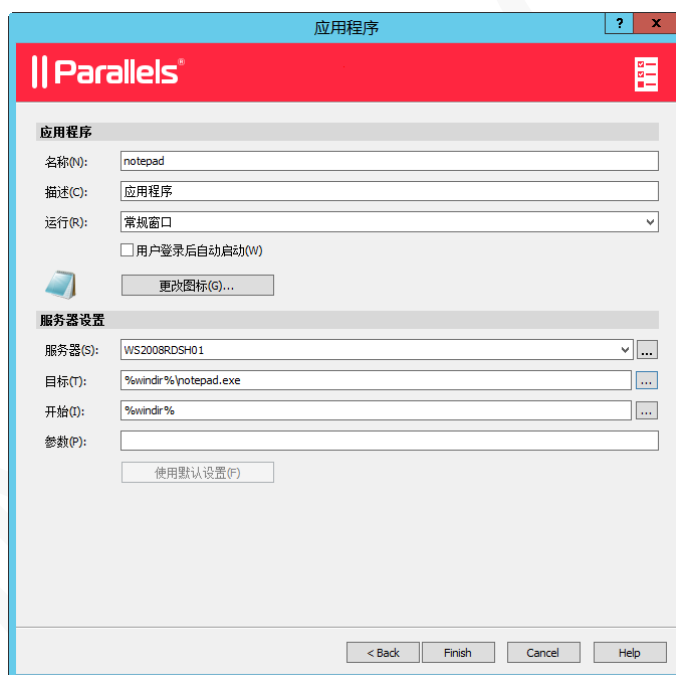 应用程序
? x
|| Parallels®
应用程序
名称(N): notepad
描述(C): 应用程序
运行(R): 常规窗口
用户登录后自动启动(W)
更改图标(G)...
服务器设置
服务器(S): WS2008RDSH01 ...
目标(T): %windir%\notepad.exe ...
开始(I): %windir% ...
参数(P):
使用默认设置(F)
< Back Finish Cancel Help